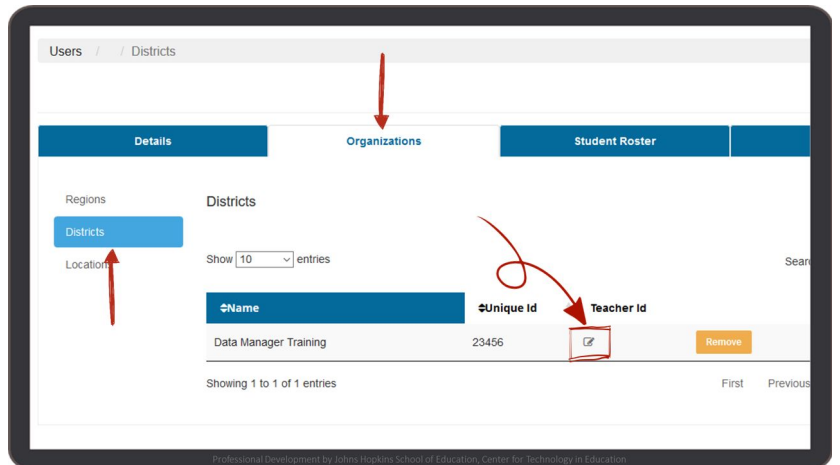 Users / / Districts
Details Organizations Student Roster
Regions Districts
Districts
Locations Show 10 entries Sear
Name Unique Id Teacher Id
Data Manager Training 23456 Remove
Showing 1 to 1 of 1 entries First Previous
Professional Development by Johns Hopkins School of Education, Center for Technology in Education